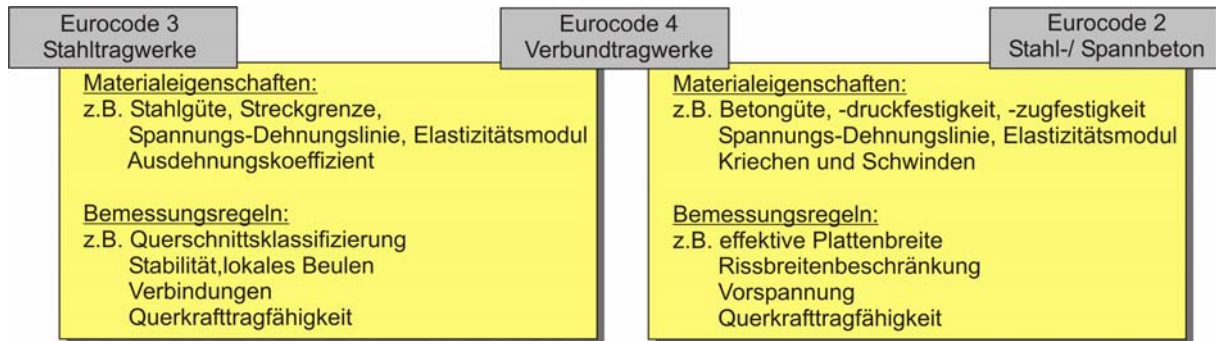 Eurocode 3
Stahltragwerke
Eurocode 4
Verbundtragwerke
Eurocode 2
Stahl-/ Spannbeton
Materialeigenschaften:
z.B. Stahlgüte, Streckgrenze,
Spannungs-Dehnungslinie, Elastizitätsmodul
Ausdehnungskoeffizient
Bemessungsregeln:
z.B. Querschnittsklassifizierung
Stabilität,lokales Beulen
Verbindungen
Querkrafttragfähigkeit
Materialeigenschaften:
z.B. Betongüte, -druckfestigkeit, -zugfestigkeit
Spannungs-Dehnungslinie, Elastizitätsmodul
Kriechen und Schwinden
Bemessungsregeln:
z.B. effektive Plattenbreite
Rissbreitenbeschränkung
Vorspannung
Querkrafttragfähigkeit